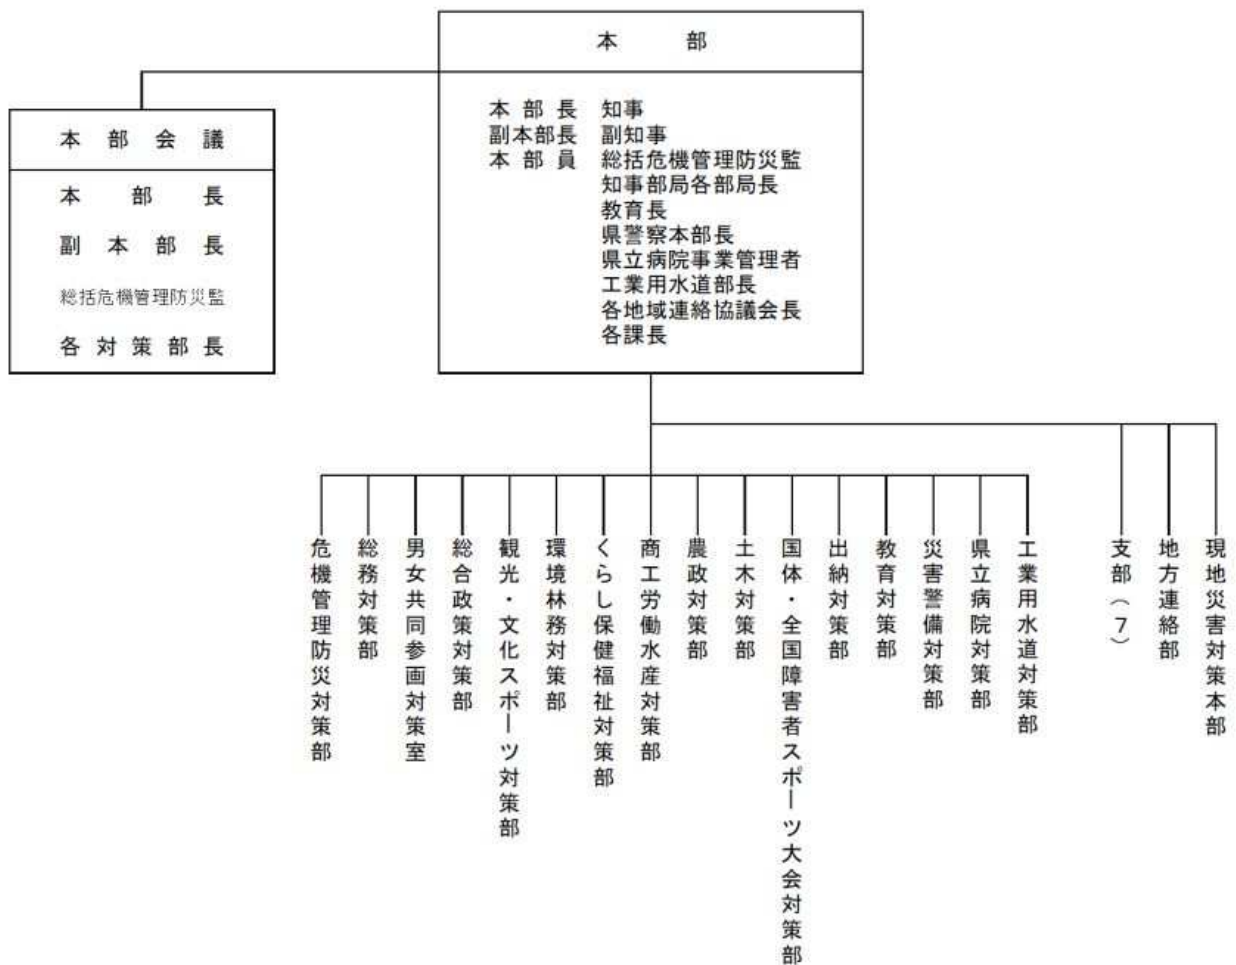 本部
本部長 知事
副本部長 副知事
本部員 総括危機管理防災監
知事部局各部局長
教育長
県警察本部長
県立病院事業管理者
工業用水道部長
各地域連絡協議会長
各課長
本部会議
本部長
副本部長
総括危機管理防災監
各対策部長
危機管理防災対策部
総務対策部
男女共同参画対策室
総合政策対策部
観光・文化スポーツ対策部
環境林務対策部
くらし保健福祉対策部
商工労働水産対策部
農政対策部
土木対策部
国体・全国障害者スポーツ大会対策部
出納対策部
教育対策部
災害警備対策部
県立病院対策部
工業用水道対策部
支部（7）
地方連絡部
現地災害対策本部